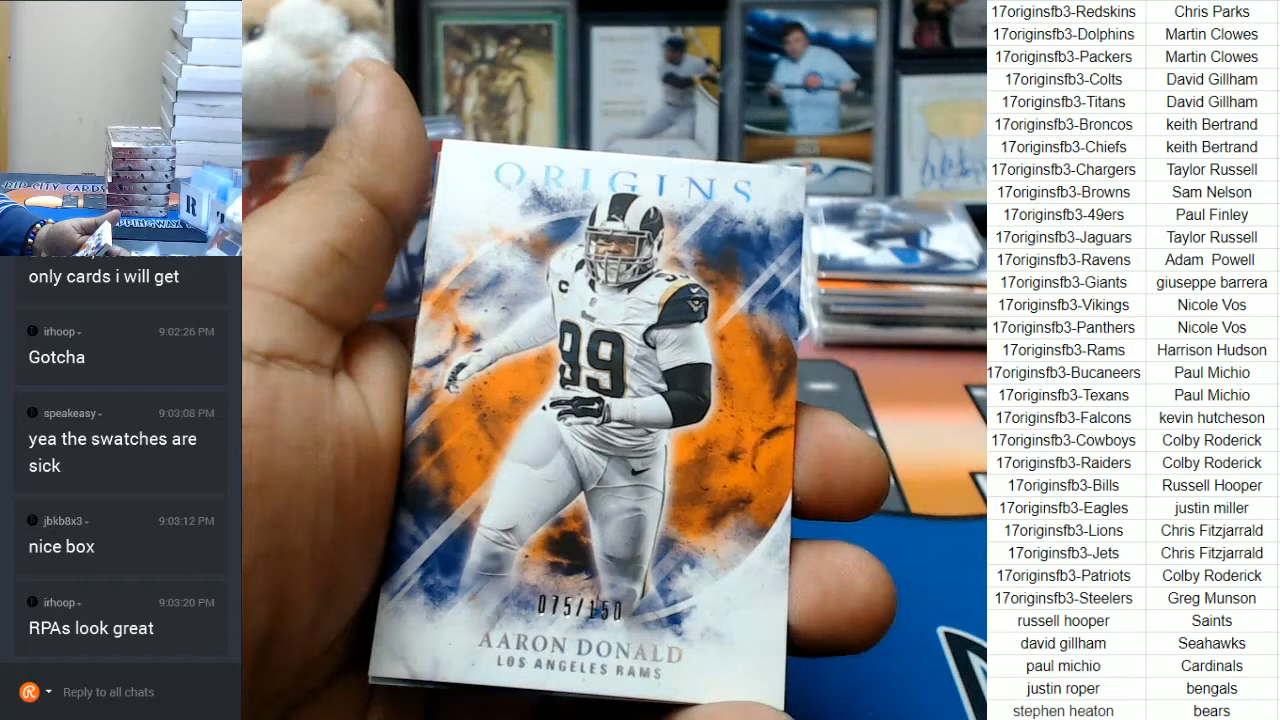 RIP CITY CARDS
R
only cards i will get
irhoop 9:02:26 PM
Gotcha
speakeasy 9:03:08 PM
yea the swatches are
sick
jbkb8x3 9:03:12 PM
nice box
irhoop 9:03:20 PM
RPAs look great
R Reply to all chats
ORIGINS
99
99
C
075/150
AARON DONALD
LOS ANGELES RAMS
17originsfb3-Redskins Chris Parks
17originsfb3-Dolphins Martin Clowes
17originsfb3-Packers Martin Clowes
17originsfb3-Colts David Gillham
17originsfb3-Titans David Gillham
17originsfb3-Broncos keith Bertrand
17originsfb3-Chiefs keith Bertrand
17originsfb3-Chargers Taylor Russell
17originsfb3-Browns Sam Nelson
17originsfb3-49ers Paul Finley
17originsfb3-Jaguars Taylor Russell
17originsfb3-Ravens Adam Powell
17originsfb3-Giants giuseppe barrera
17originsfb3-Vikings Nicole Vos
17originsfb3-Panthers Nicole Vos
17originsfb3-Rams Harrison Hudson
17originsfb3-Bucaneers Paul Michio
17originsfb3-Texans Paul Michio
17originsfb3-Falcons kevin hutcheson
17originsfb3-Cowboys Colby Roderick
17originsfb3-Raiders Colby Roderick
17originsfb3-Bills Russell Hooper
17originsfb3-Eagles justin miller
17originsfb3-Lions Chris Fitzjarrald
17originsfb3-Jets Chris Fitzjarrald
17originsfb3-Patriots Colby Roderick
17originsfb3-Steelers Greg Munson
russell hooper Saints
david gillham Seahawks
paul michio Cardinals
justin roper bengals
stephen heaton bears